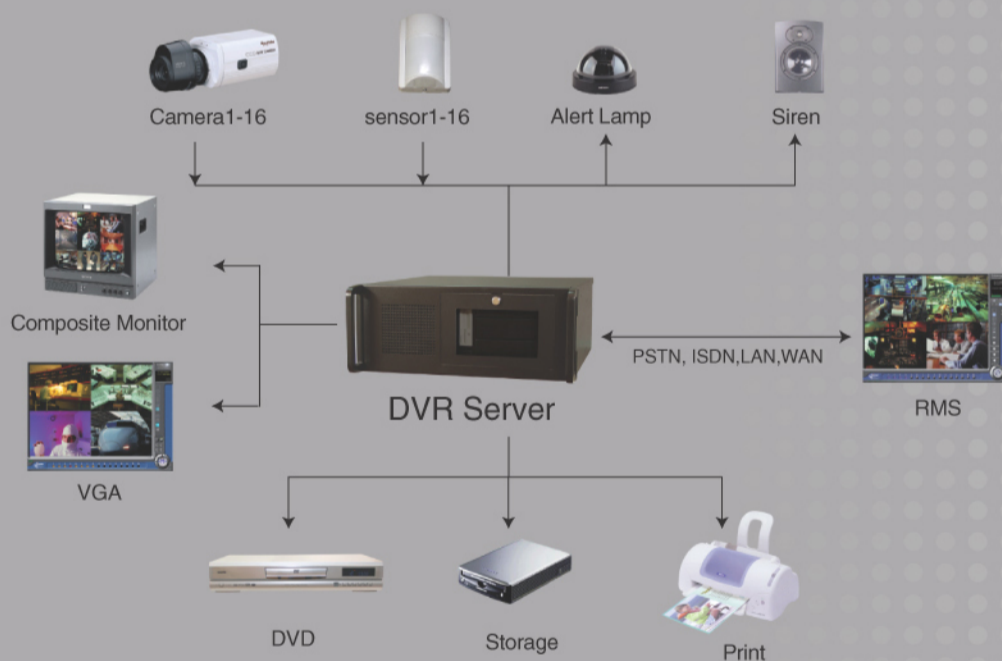 Camera1-16
sensor1-16
Alert Lamp
Siren
Composite Monitor
PSTN, ISDN,LAN,WAN
DVR Server
RMS
VGA
DVD
Storage
Print